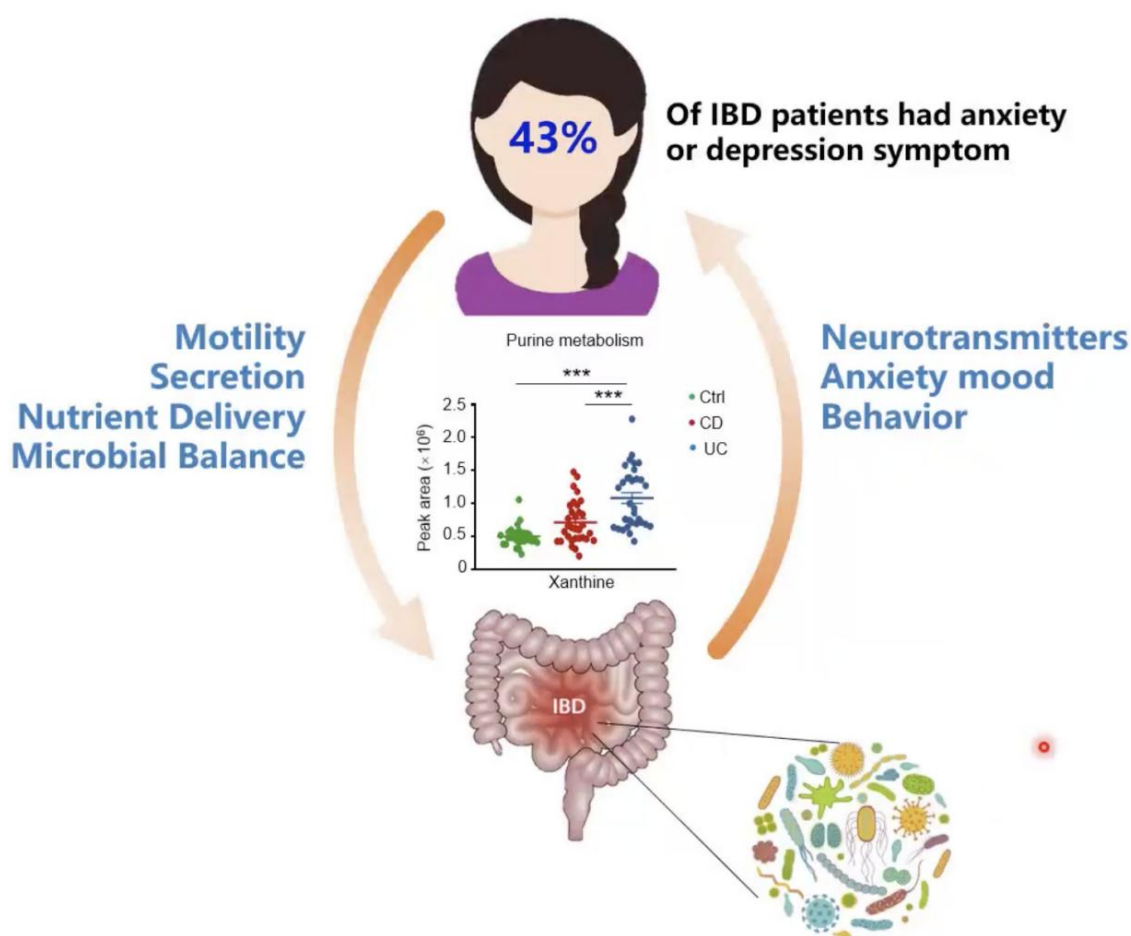 43%
Of IBD patients had anxiety
or depression symptom
Motility
Secretion
Nutrient Delivery
Microbial Balance
Neurotransmitters
Anxiety mood
Behavior
Purine metabolism
***
***
Ctrl
CD
UC
Peak area (×10⁶)
2.5
2.0
1.5
1.0
0.5
0
Xanthine
IBD